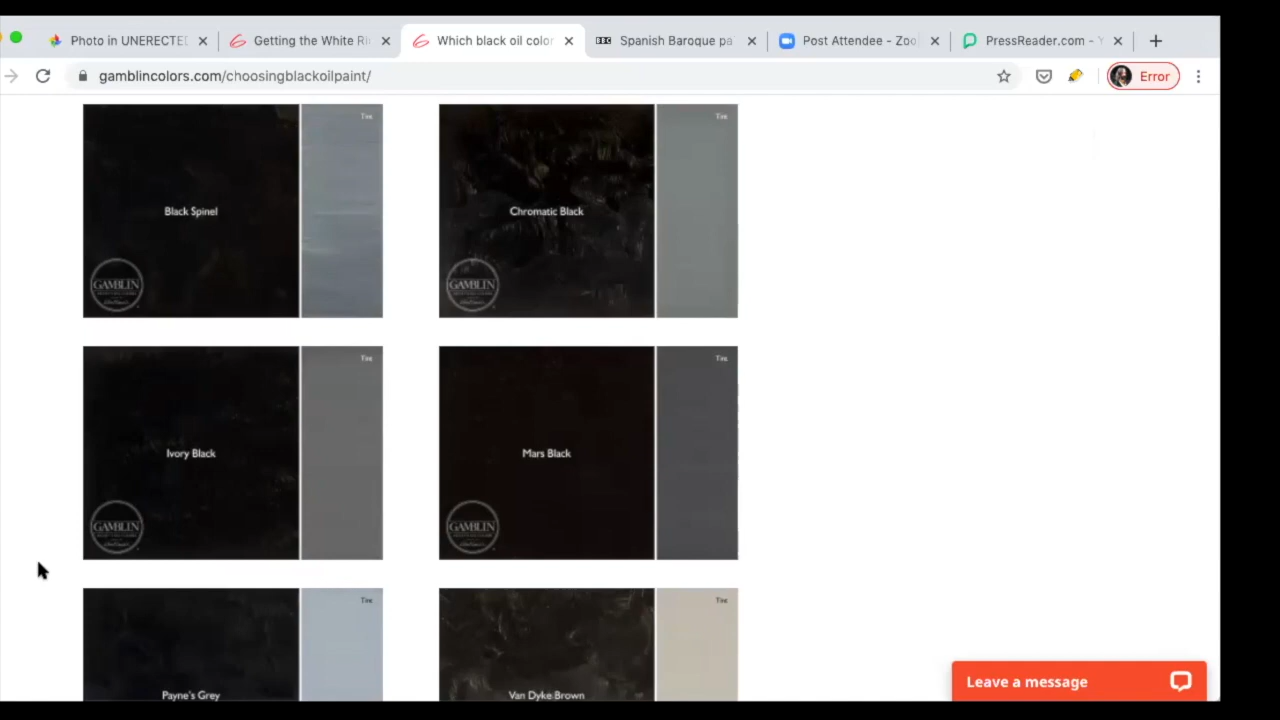 Photo in UNERECTED
Getting the White Ri
Which black oil color
BBC
Spanish Baroque pa
Post Attendee - Zoo
PressReader.com - Y
gamblincolors.com/choosingblackoilpaint/
Error
Tint
Black Spinel
GAMBLIN
Tint
Chromatic Black
GAMBLIN
Tint
Ivory Black
GAMBLIN
Tint
Mars Black
GAMBLIN
Tint
Payne's Grey
Tint
Van Dyke Brown
Leave a message